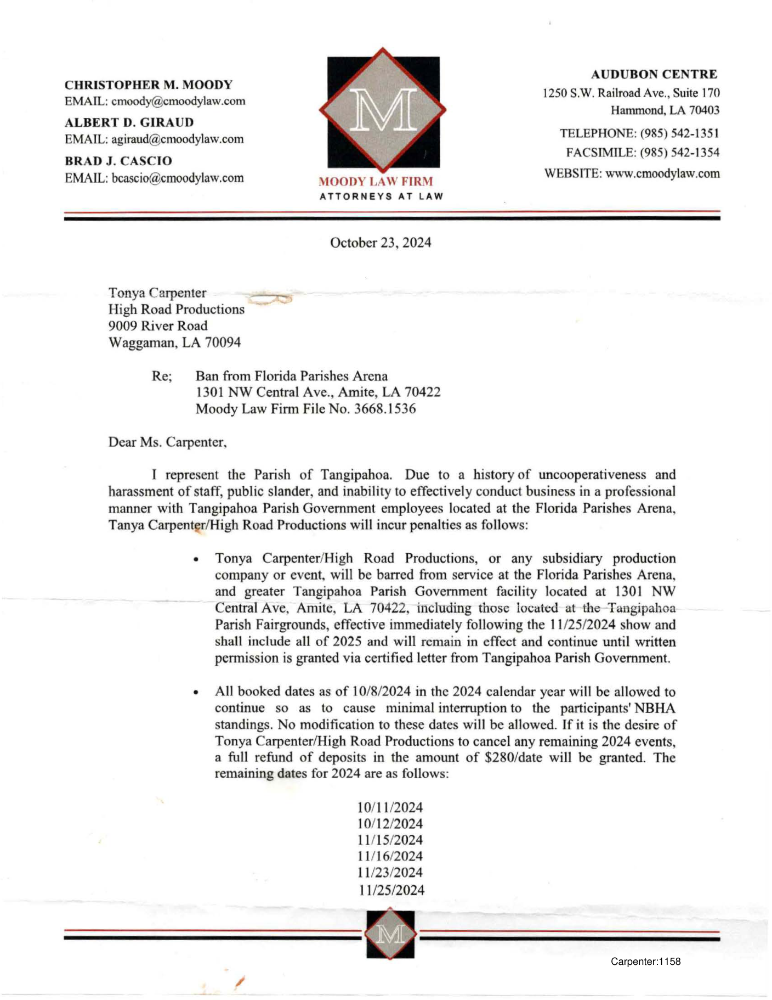 CHRISTOPHER M. MOODY
EMAIL: cmoody@cmoodylaw.com
ALBERT D. GIRAUD
EMAIL: agiraud@cmoodylaw.com
BRAD J. CASCIO
EMAIL: bcascio@cmoodylaw.com
M
MOODY LAW FIRM
ATTORNEYS AT LAW
AUDUBON CENTRE
1250 S.W. Railroad Ave., Suite 170
Hammond, LA 70403
TELEPHONE: (985) 542-1351
FACSIMILE: (985) 542-1354
WEBSITE: www.cmoodylaw.com
October 23, 2024
Tonya Carpenter
High Road Productions
9009 River Road
Waggaman, LA 70094
Re; Ban from Florida Parishes Arena
1301 NW Central Ave., Amite, LA 70422
Moody Law Firm File No. 3668.1536
Dear Ms. Carpenter,
I represent the Parish of Tangipahoa. Due to a history of uncooperativeness and
harassment of staff, public slander, and inability to effectively conduct business in a professional
manner with Tangipahoa Parish Government employees located at the Florida Parishes Arena,
Tanya Carpenter/High Road Productions will incur penalties as follows:
• Tonya Carpenter/High Road Productions, or any subsidiary production
company or event, will be barred from service at the Florida Parishes Arena,
and greater Tangipahoa Parish Government facility located at 1301 NW
Central Ave, Amite, LA 70422, including those located at the Tangipahoa
Parish Fairgrounds, effective immediately following the 11/25/2024 show and
shall include all of 2025 and will remain in effect and continue until written
permission is granted via certified letter from Tangipahoa Parish Government.
• All booked dates as of 10/8/2024 in the 2024 calendar year will be allowed to
continue so as to cause minimal interruption to the participants' NBHA
standings. No modification to these dates will be allowed. If it is the desire of
Tonya Carpenter/High Road Productions to cancel any remaining 2024 events,
a full refund of deposits in the amount of $280/date will be granted. The
remaining dates for 2024 are as follows:
10/11/2024
10/12/2024
11/15/2024
11/16/2024
11/23/2024
11/25/2024
M
Carpenter:1158